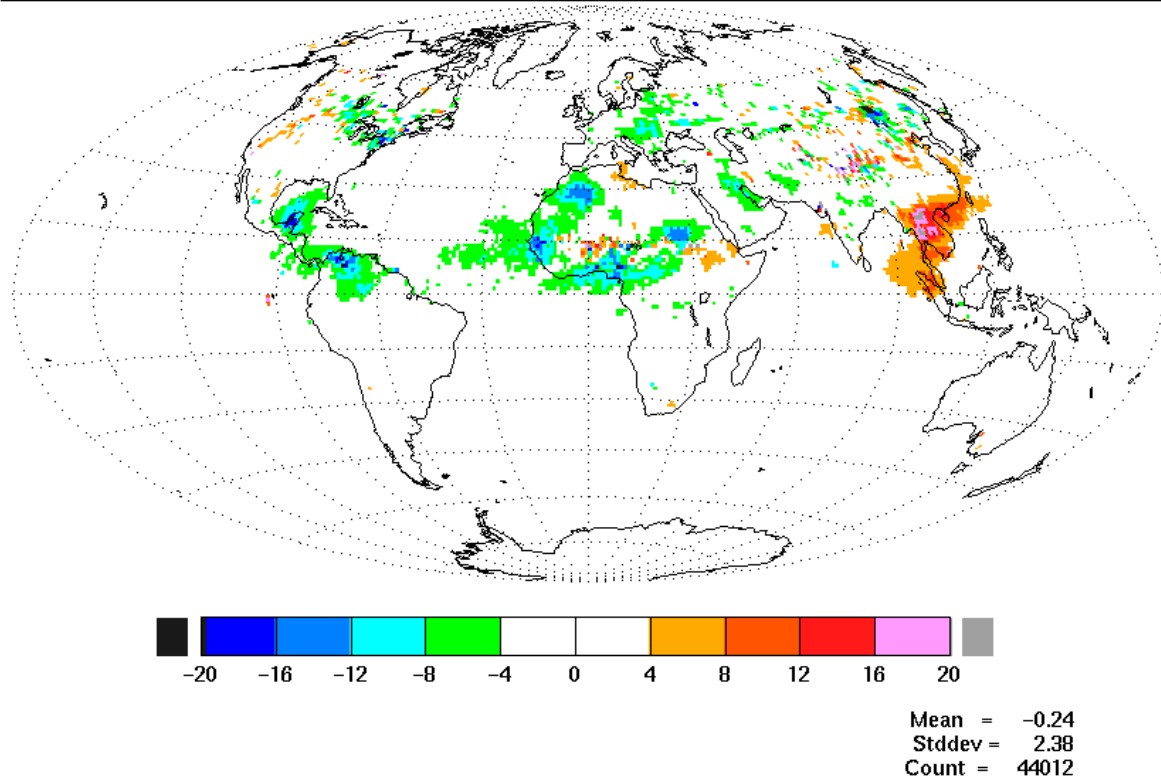 −20 −16 −12 −8 −4 0 4 8 12 16 20
Mean = −0.24
Stddev = 2.38
Count = 44012